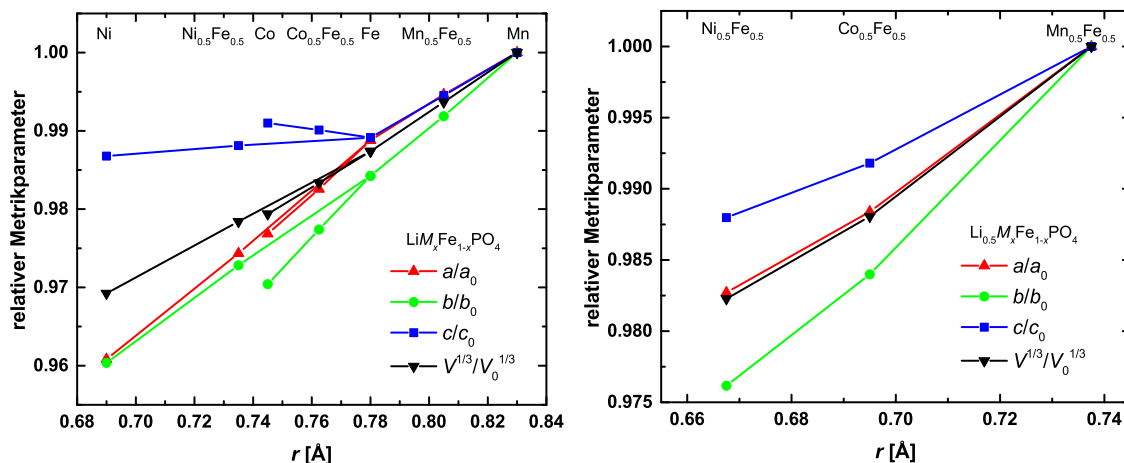 Ni Ni0.5Fe0.5 Co Co0.5Fe0.5 Fe Mn0.5Fe0.5 Mn
1.00
0.99
0.98
0.97
0.96
relativer Metrikparameter
LiMxFe1-xPO4
a/a0
b/b0
c/c0
V1/3/V01/3
0.68 0.70 0.72 0.74 0.76 0.78 0.80 0.82 0.84
r [Å]
Ni0.5Fe0.5 Co0.5Fe0.5 Mn0.5Fe0.5
1.000
0.995
0.990
0.985
0.980
0.975
relativer Metrikparameter
Li0.5MxFe1-xPO4
a/a0
b/b0
c/c0
V1/3/V01/3
0.66 0.68 0.70 0.72 0.74
r [Å]